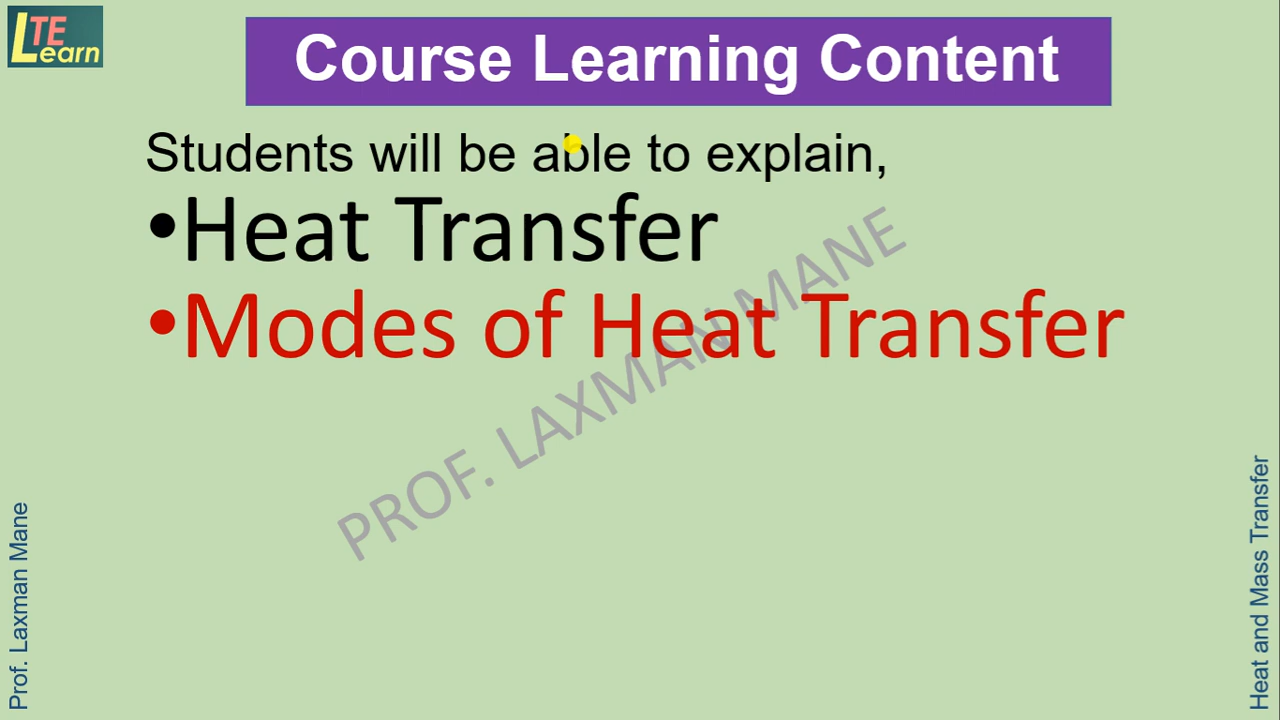 LTE
Learn
Course Learning Content
Students will be able to explain,
•Heat Transfer
•Modes of Heat Transfer
PROF. LAXMAN MANE
Prof. Laxman Mane
Heat and Mass Transfer